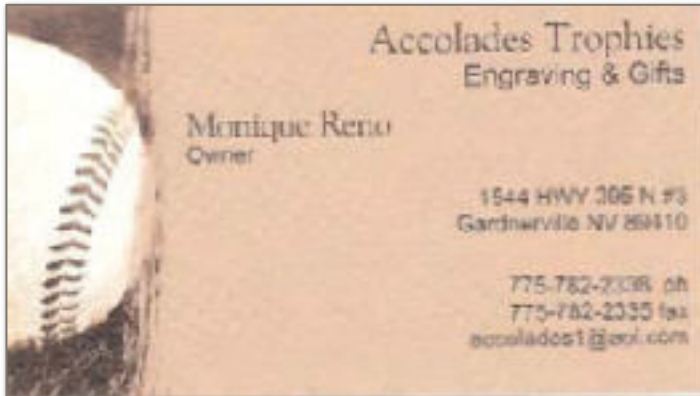 Accolades Trophies
Engraving & Gifts
Monique Reno
Owner
1544 HWY 395 N #3
Gardnerville NV 89410
775-782- ph
775-782-2335 fax
accolades1@aol.com